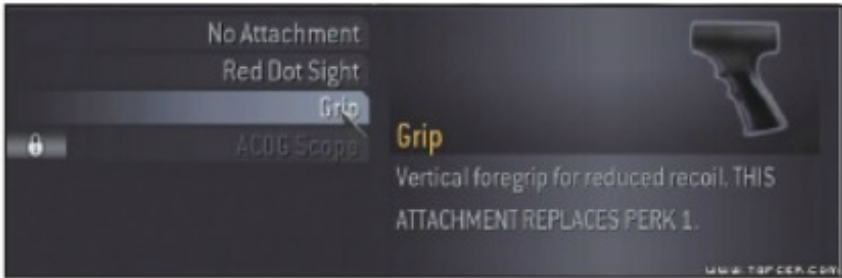 No Attachment
Red Dot Sight
Grip
ACOG Scope
Grip
Vertical foregrip for reduced recoil. THIS
ATTACHMENT REPLACES PERK 1.